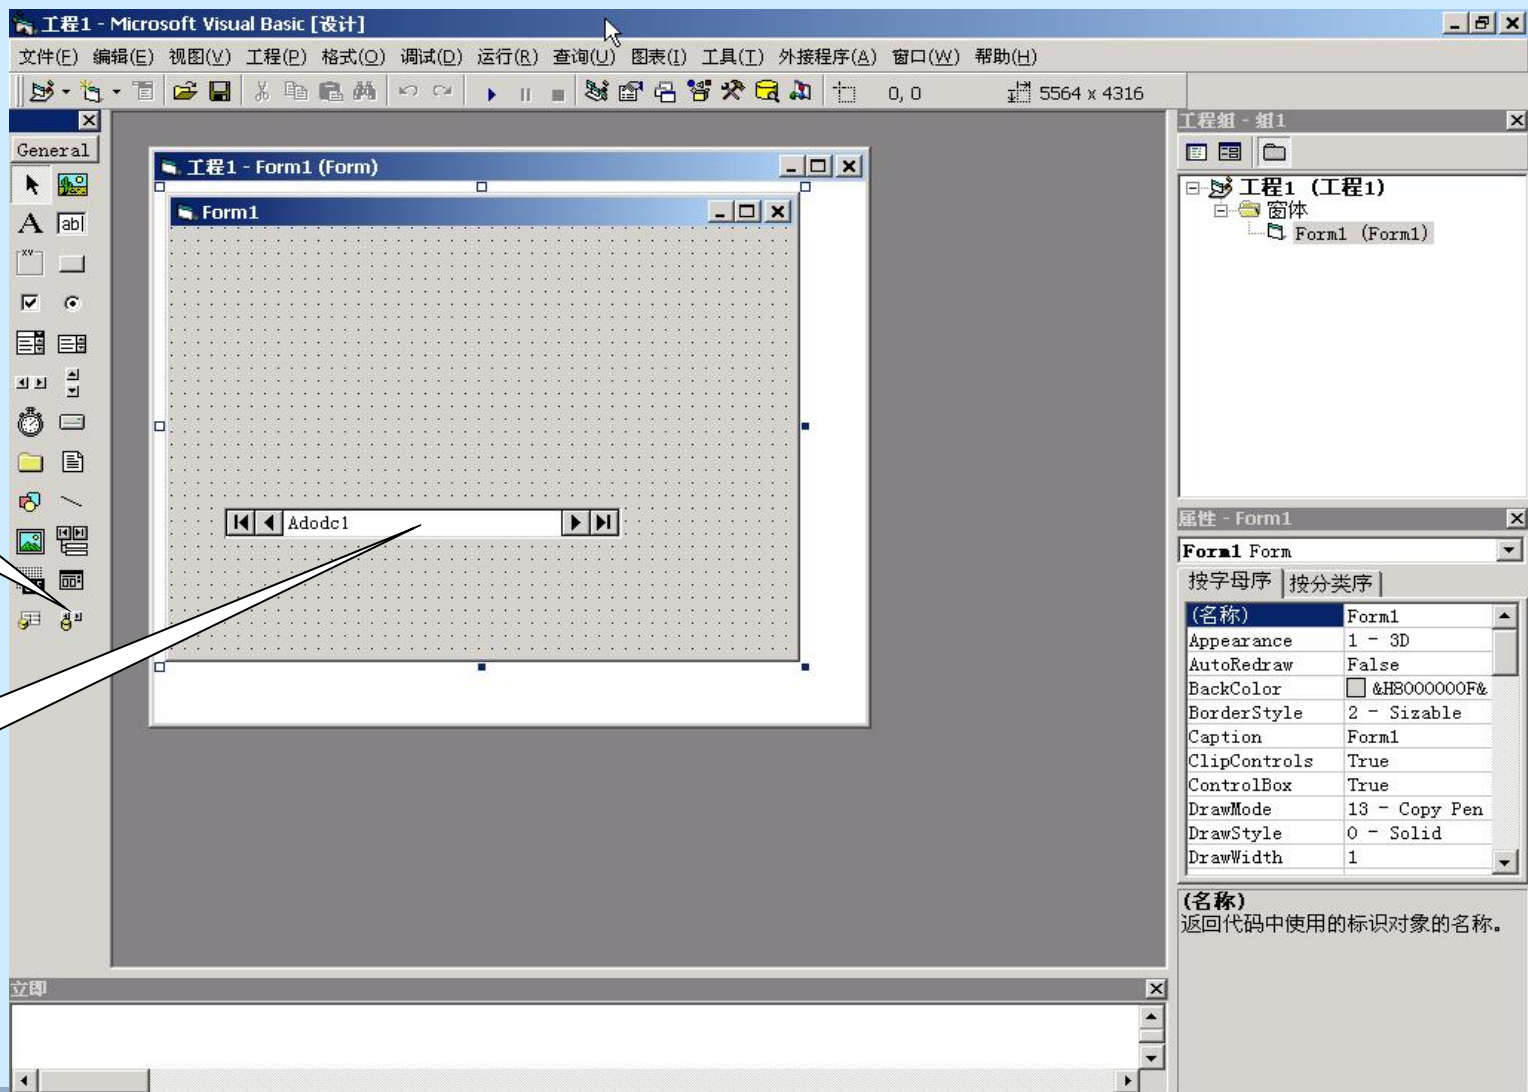 工程1 - Microsoft Visual Basic [设计]
文件(F) 编辑(E) 视图(V) 工程(P) 格式(O) 调试(D) 运行(R) 查询(U) 图表(I) 工具(T) 外接程序(A) 窗口(W) 帮助(H)
0, 0 5564 x 4316
General
A ab|
xv
工程1 - Form1 (Form)
Form1
Adodc1
工程组 - 组1
工程1 (工程1)
窗体
Form1 (Form1)
属性 - Form1
Form1 Form
按字母序 按分类序
(名称) Form1
Appearance 1 - 3D
AutoRedraw False
BackColor &H8000000F&
BorderStyle 2 - Sizable
Caption Form1
ClipControls True
ControlBox True
DrawMode 13 - Copy Pen
DrawStyle 0 - Solid
DrawWidth 1
(名称)
返回代码中使用的标识对象的名称。
立即